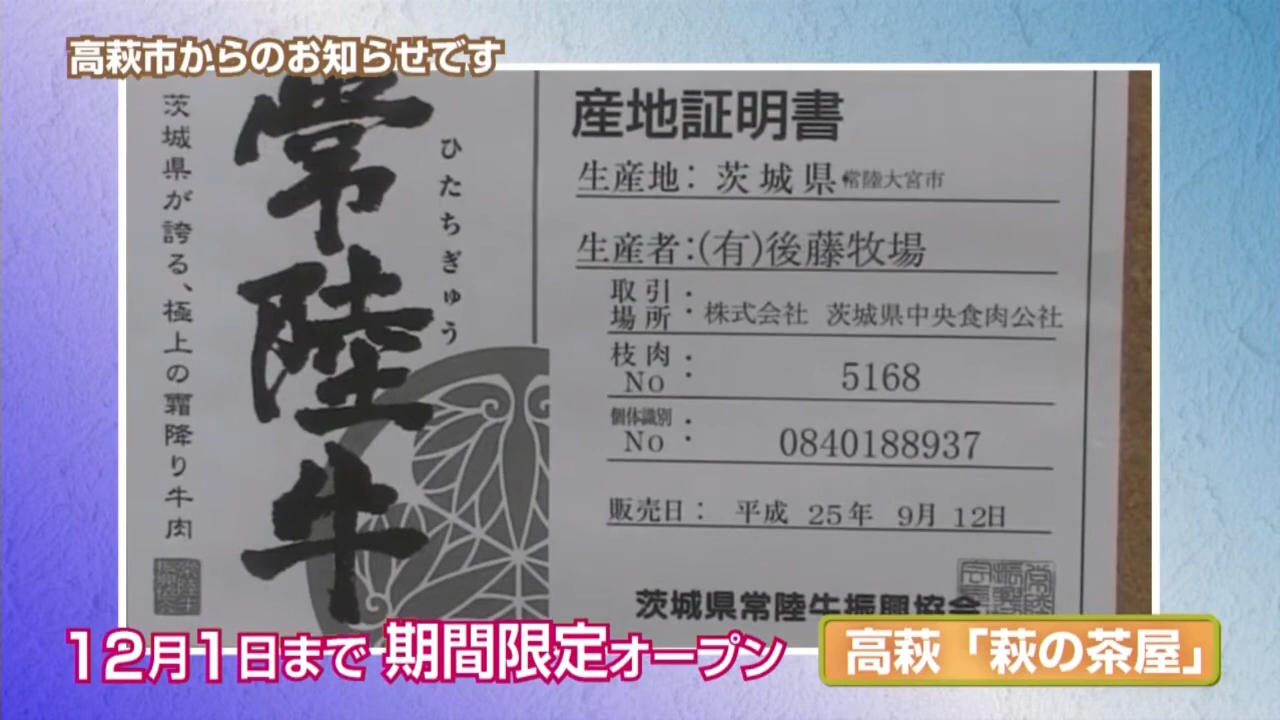 高萩市からのお知らせです
茨城県が誇る、極上の霜降り牛肉
常陸牛
ひたちぎゅう
産地証明書
生産地：茨城県常陸大宮市
生産者：(有)後藤牧場
取引場所：株式会社 茨城県中央食肉公社
枝肉No：5168
個体識別No：0840188937
販売日：平成 25年 9月 12日
茨城県常陸牛振興協会
12月1日まで期間限定オープン
高萩「萩の茶屋」